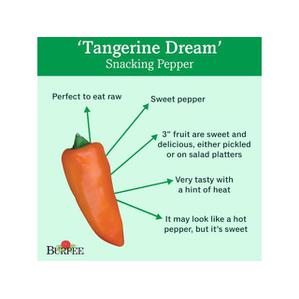 ‘Tangerine Dream’
Snacking Pepper
Perfect to eat raw
Sweet pepper
3" fruit are sweet and
delicious, either pickled
or on salad platters
Very tasty with
a hint of heat
It may look like a hot
pepper, but it's sweet
BURPEE